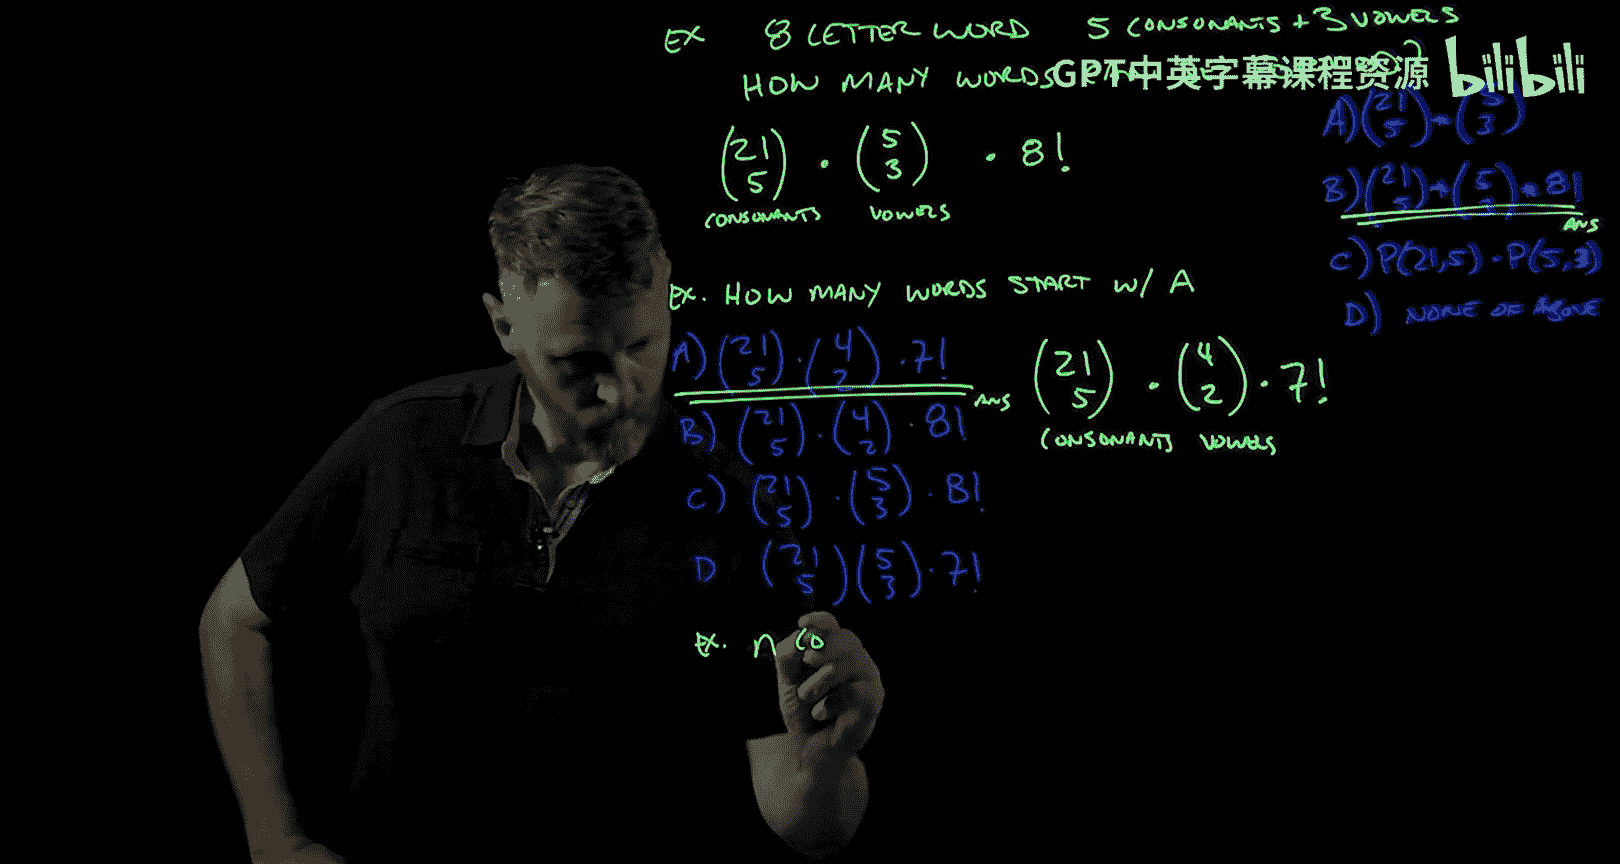 EX 8 LETTER WORD 5 CONSONANTS + 3 VOWELS
HOW MANY WORDS
GPT中英字幕课程资源 bilibili
(21 5) · (5 3) · 8!
CONSONANTS VOWELS
A) (21 5) * (5 3)
B) (21 5) * (5 3) * 8!
ANS
C) P(21,5) · P(5,3)
D) NONE OF ABOVE
EX. HOW MANY WORDS START W/ A
A) (21 5) · (4 2) · 7!
ANS
B) (21 5) · (4 2) · 8!
C) (21 5) · (5 3) · 8!
D (21 5)(5 3) · 7!
(21 5) · (4 2) · 7!
CONSONANTS VOWELS
EX. n CO